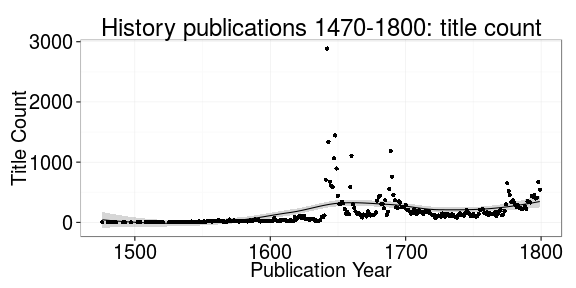 History publications 1470-1800: title count
Title Count
3000
2000
1000
0
1500 1600 1700 1800
Publication Year